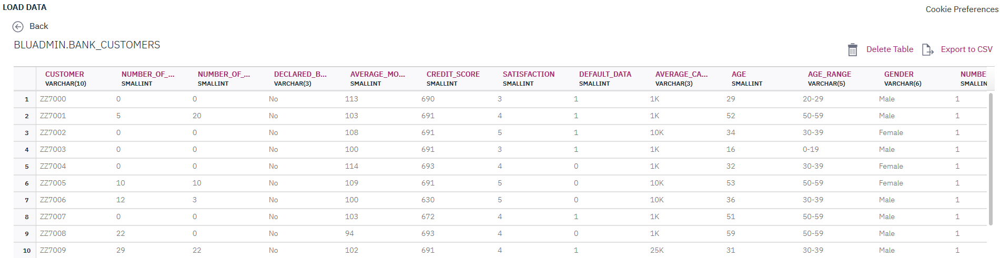 LOAD DATA
Cookie Preferences
Back
BLUADMIN.BANK_CUSTOMERS
Delete Table Export to CSV
CUSTOMER NUMBER_OF_... NUMBER_OF_... DECLARED_B... AVERAGE_MO... CREDIT_SCORE SATISFACTION DEFAULT_DATA AVERAGE_CA... AGE AGE_RANGE GENDER NUMBE
VARCHAR(10) SMALLINT SMALLINT VARCHAR(3) SMALLINT SMALLINT SMALLINT SMALLINT VARCHAR(3) SMALLINT VARCHAR(5) VARCHAR(6) SMALLIN
1 ZZ7000 0 0 No 113 690 3 1 1K 29 20-29 Male 1
2 ZZ7001 5 20 No 103 691 4 1 1K 52 50-59 Male 1
3 ZZ7002 0 0 No 108 691 5 1 10K 34 30-39 Female 1
4 ZZ7003 0 0 No 100 691 3 1 1K 16 0-19 Male 1
5 ZZ7004 0 0 No 114 693 4 0 1K 32 30-39 Female 1
6 ZZ7005 10 10 No 109 691 5 0 10K 53 50-59 Female 1
7 ZZ7006 12 3 No 100 630 5 0 10K 36 30-39 Male 1
8 ZZ7007 0 0 No 103 672 4 1 1K 51 50-59 Male 1
9 ZZ7008 22 0 No 94 693 4 0 1K 59 50-59 Male 1
10 ZZ7009 29 22 No 102 691 4 1 25K 31 30-39 Male 1